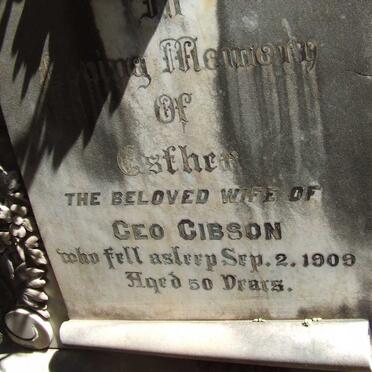 In
Loving Memory
Of
Esther
THE BELOVED WIFE OF
GEO GIBSON
who fell asleep Sep. 2. 1909
Aged 50 Years.